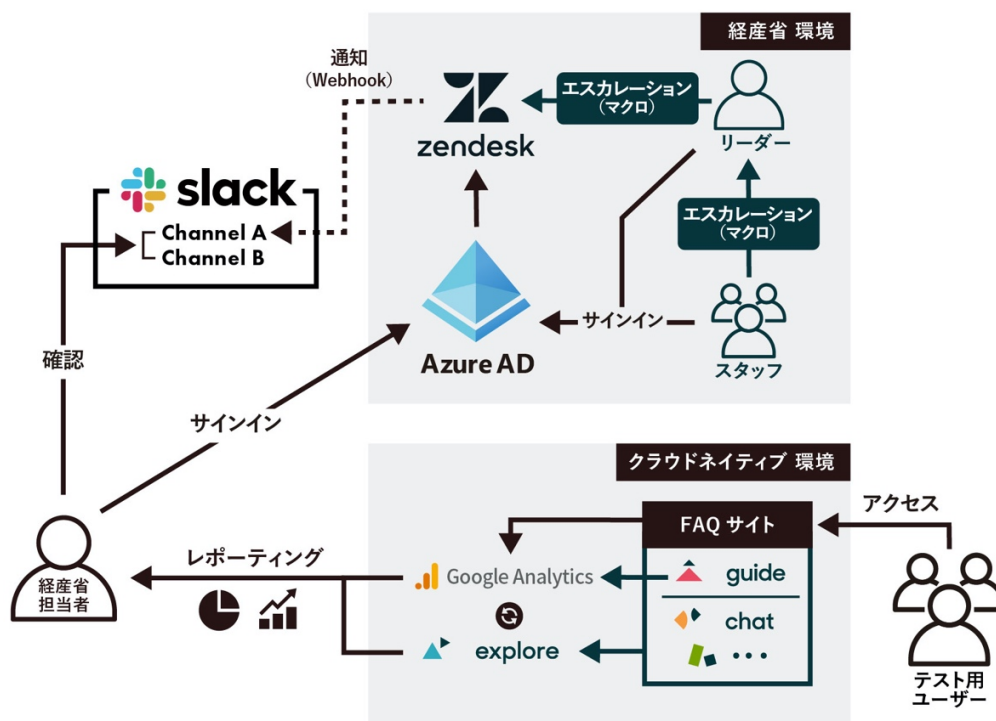 経産省 環境
通知
（Webhook）
zendesk
エスカレーション
（マクロ）
リーダー
slack
Channel A
Channel B
エスカレーション
（マクロ）
サインイン
スタッフ
Azure AD
確認
サインイン
クラウドネイティブ 環境
アクセス
FAQ サイト
レポーティング
Google Analytics
guide
経産省
担当者
chat
explore
•••
テスト用
ユーザー